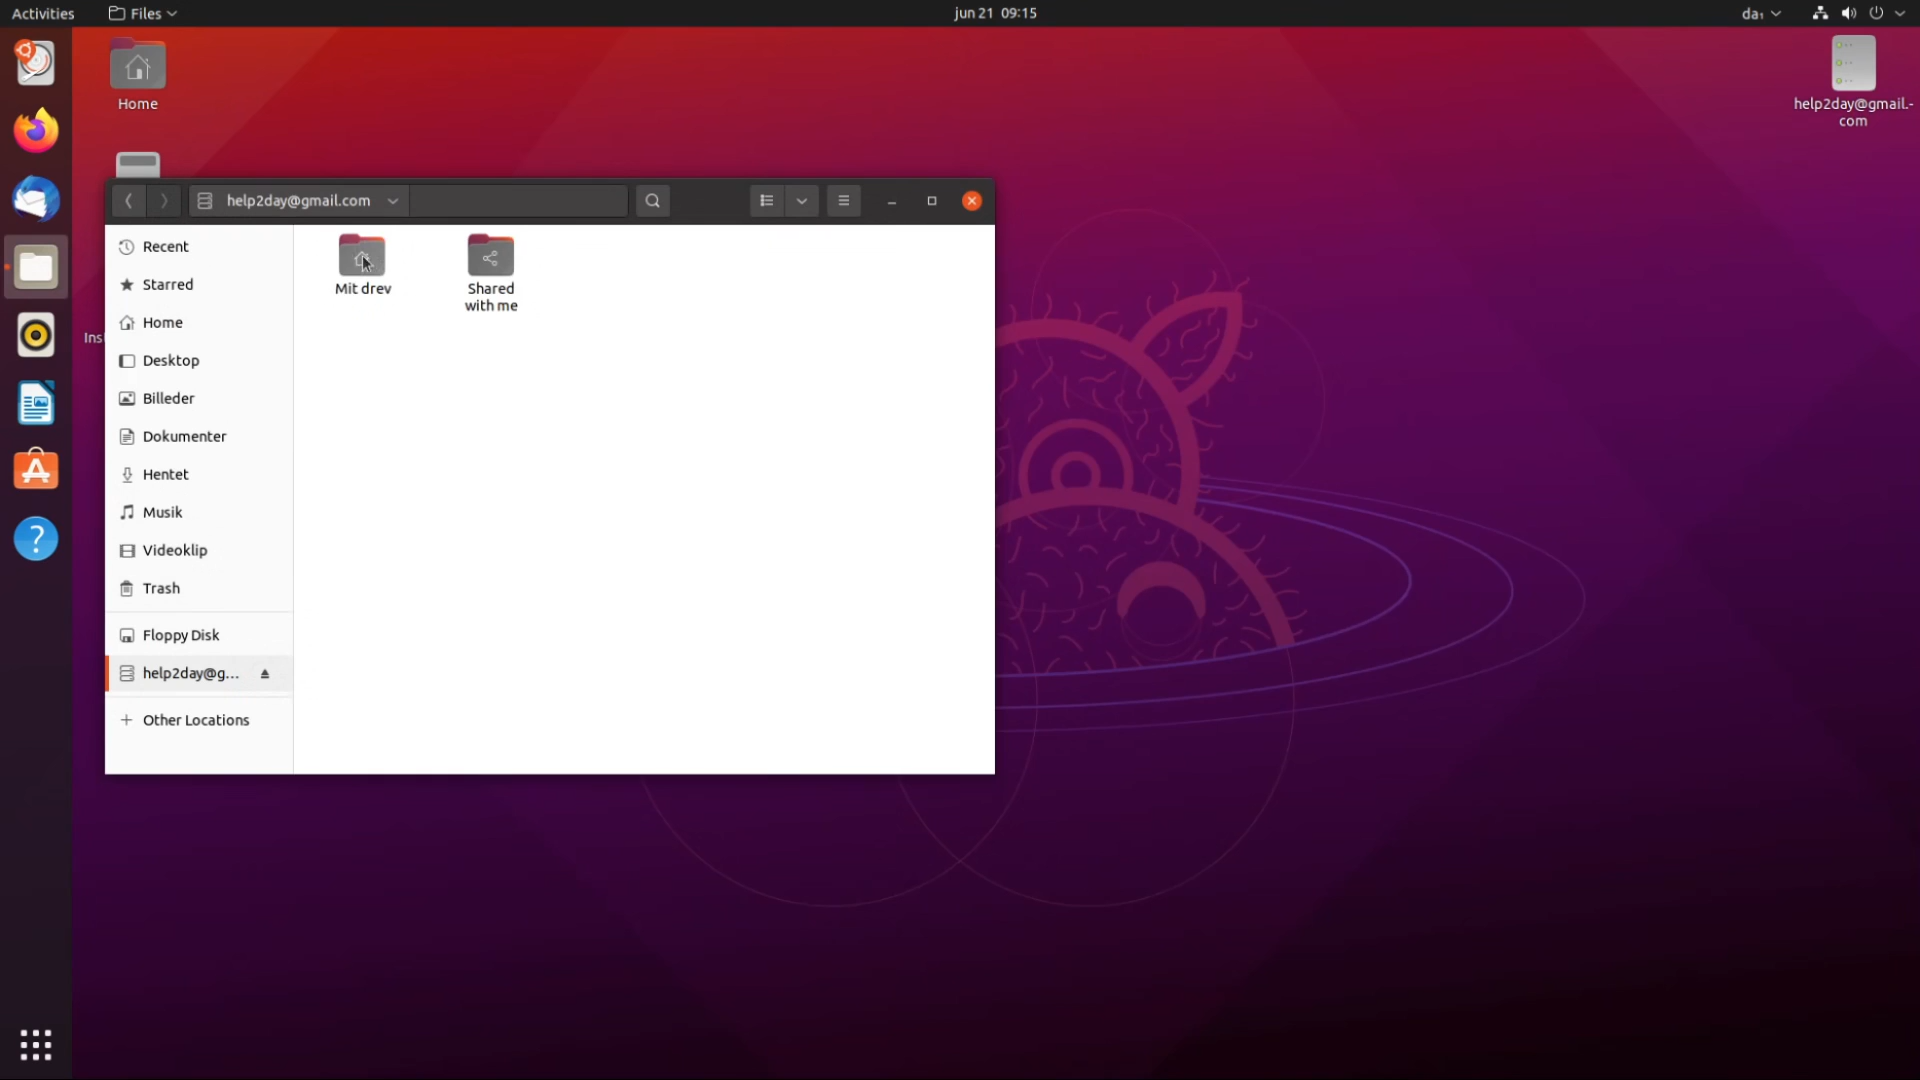 Activities
Files
jun 21 09:15
da₁
Home
help2day@gmail.-
com
help2day@gmail.com
Recent
Starred
Home
Desktop
Billeder
Dokumenter
Hentet
Musik
Videoklip
Trash
Floppy Disk
help2day@g...
Other Locations
Mit drev
Shared
with me
Ins